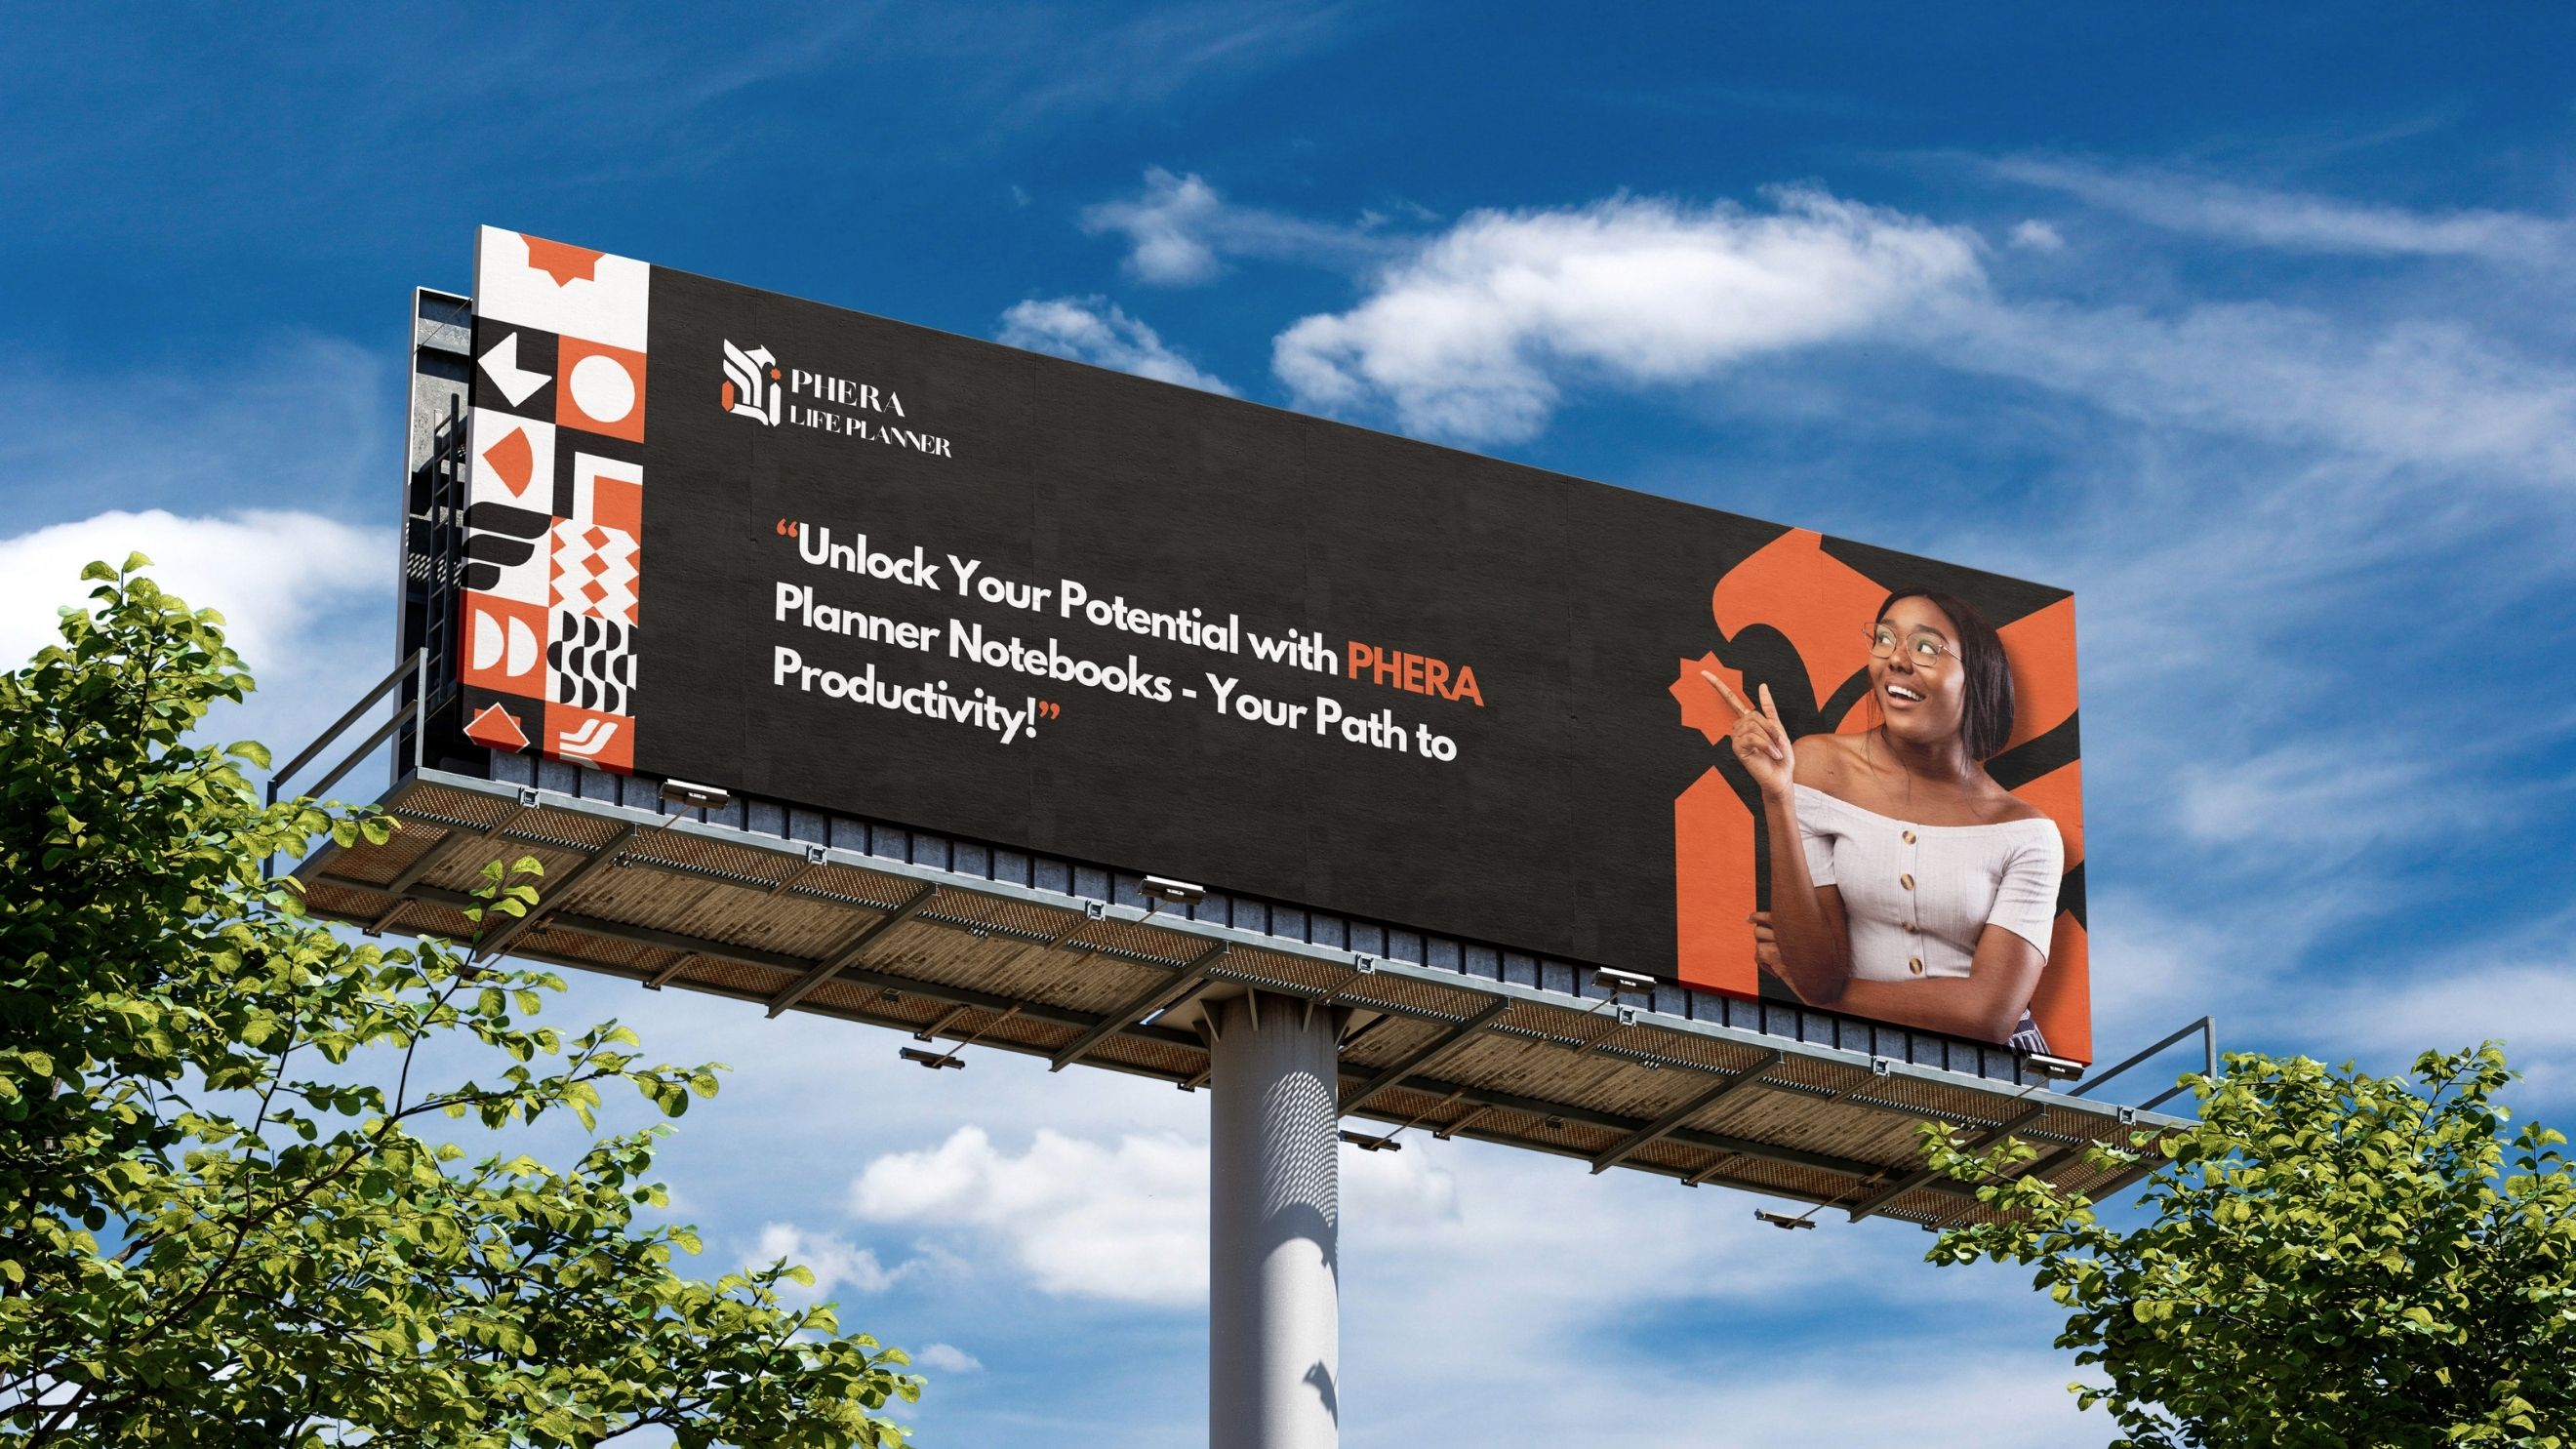 PHERA
LIFE PLANNER
“Unlock Your Potential with PHERA
Planner Notebooks - Your Path to
Productivity!”